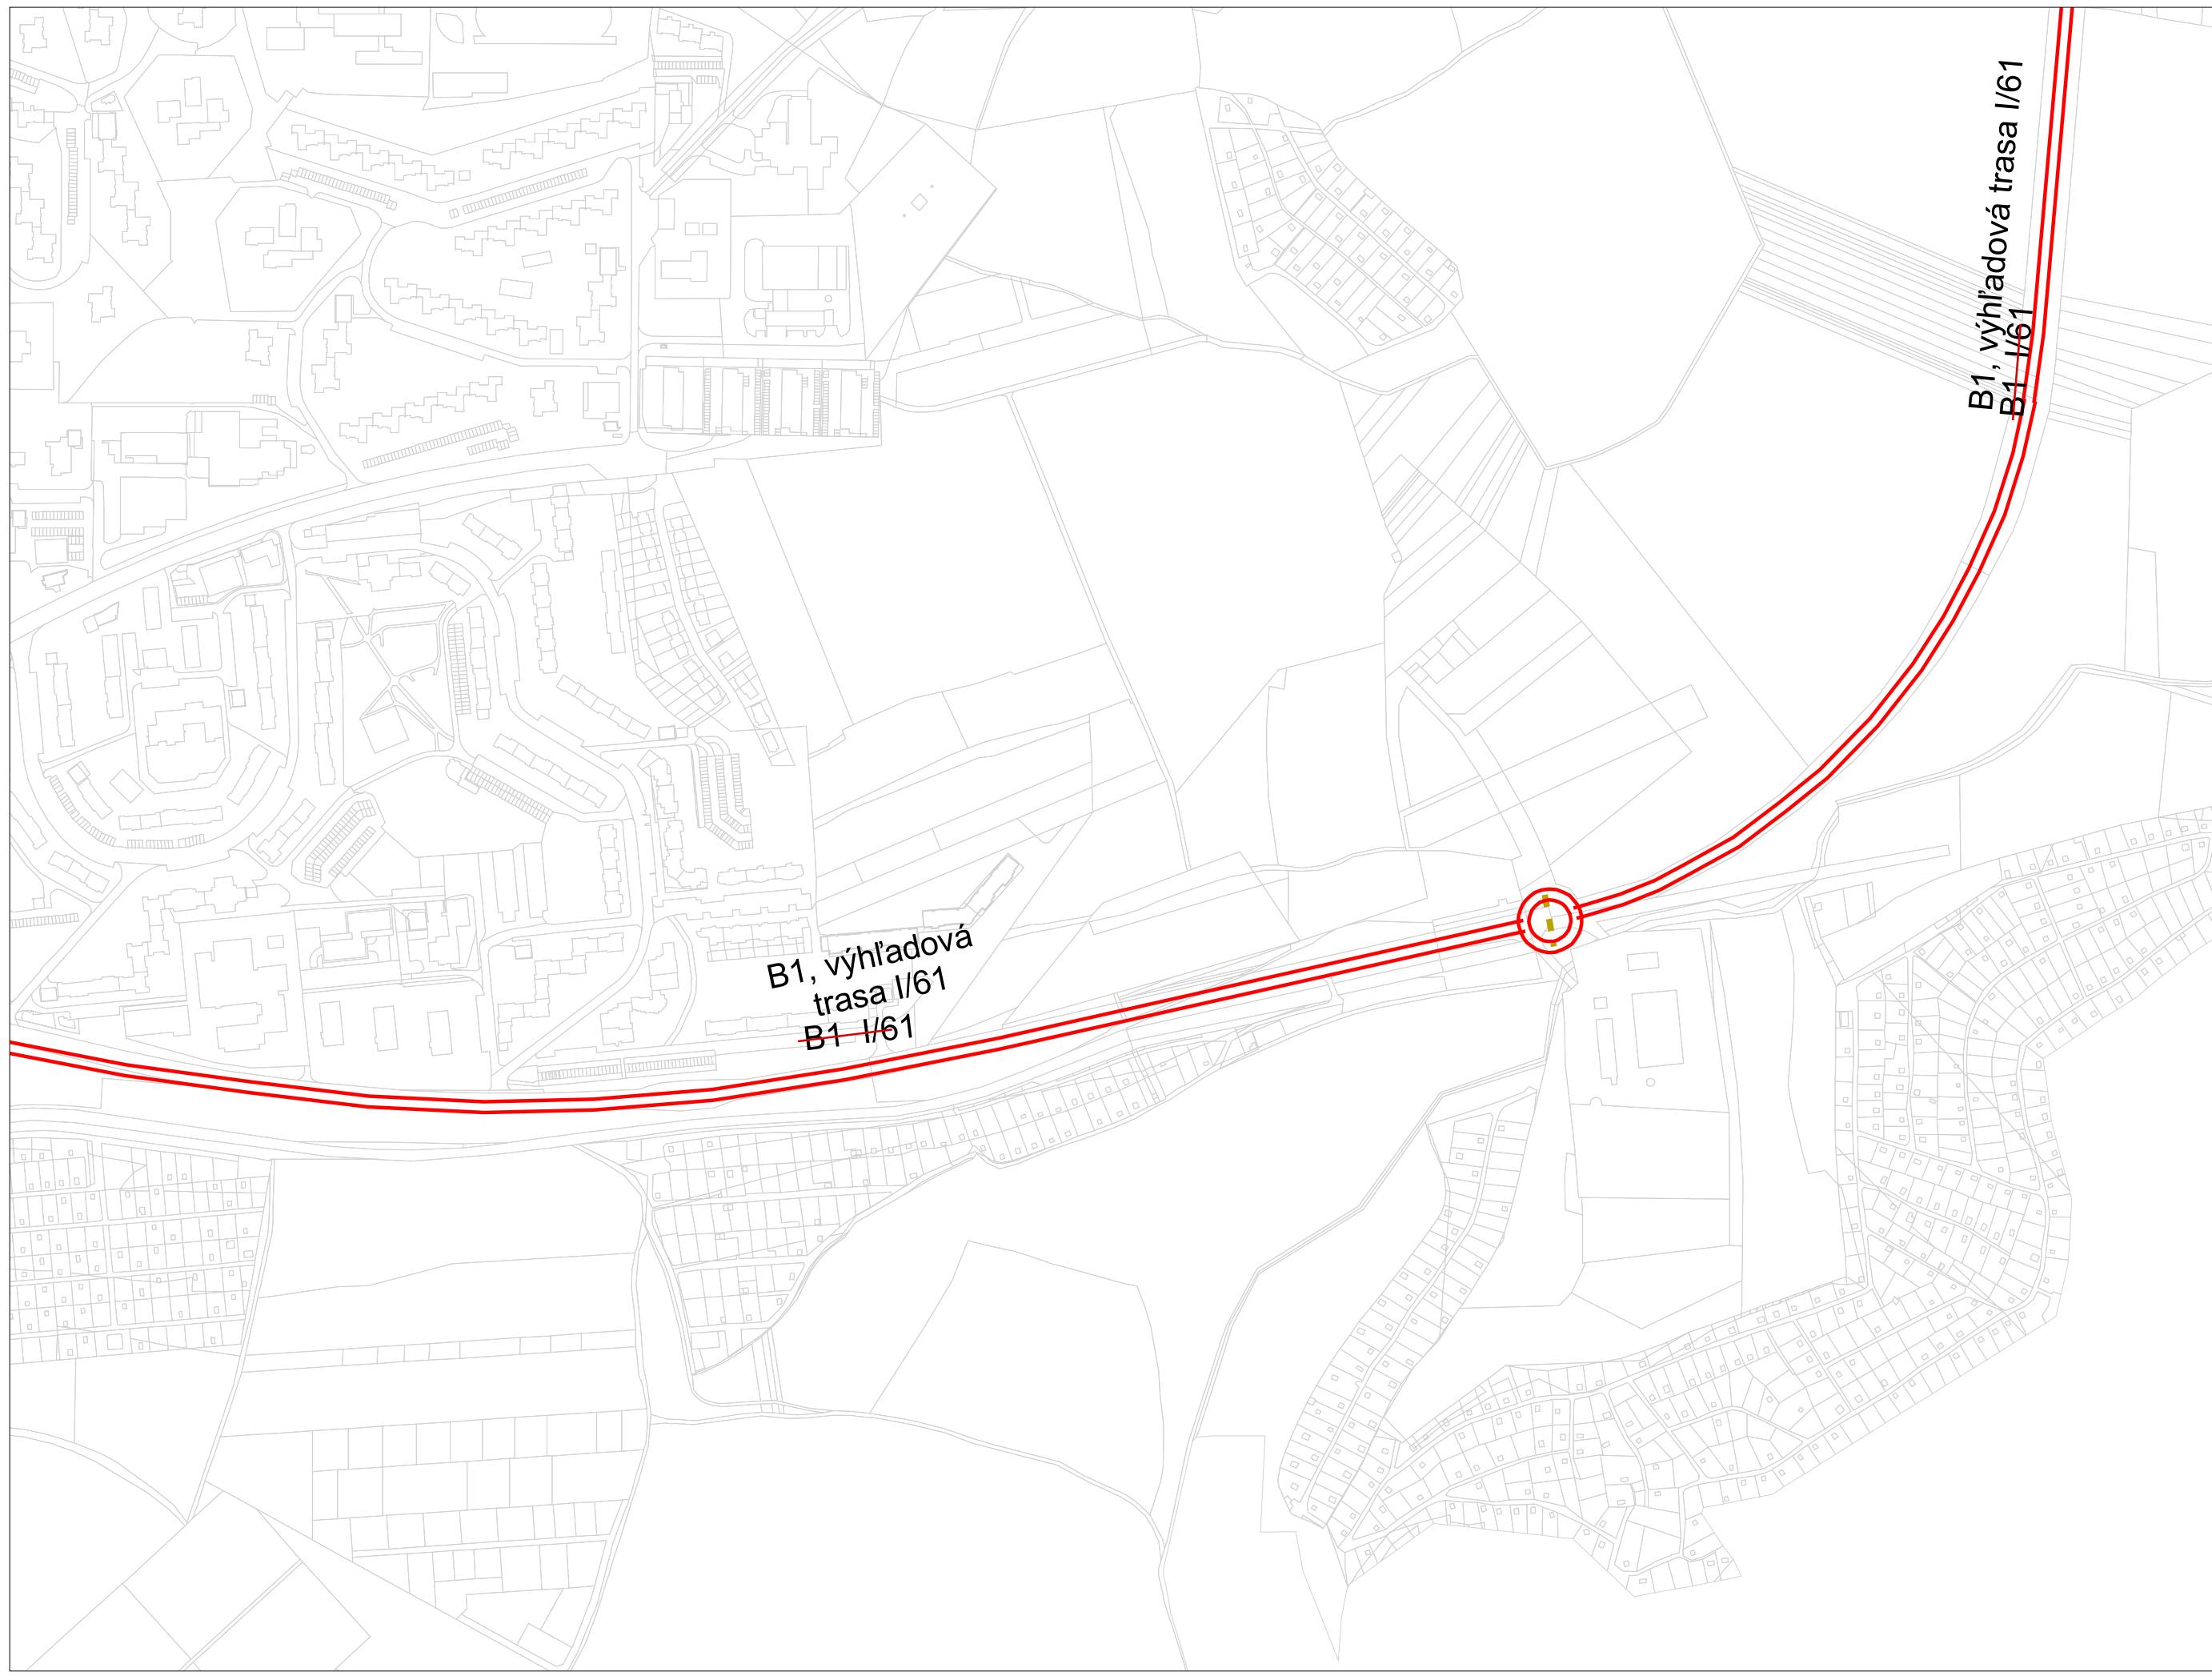 B1, výhľadová trasa I/61
B1 I/61
B1, výhľadová
trasa I/61
B1 I/61